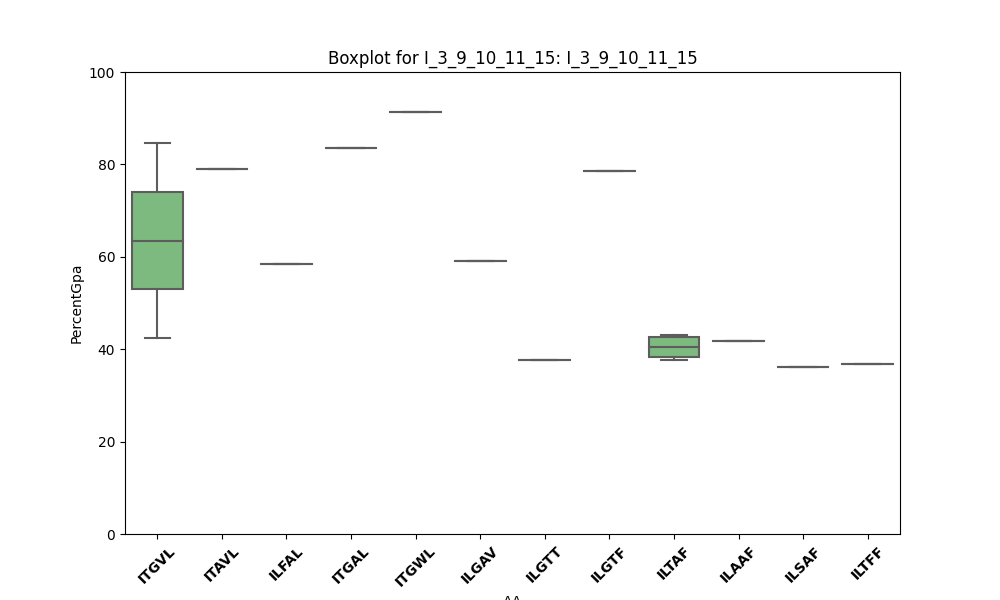 Boxplot for I_3_9_10_11_15: I_3_9_10_11_15
100
80
60
40
20
0
PercentGpa
ITGVL
ITAVL
ILFAL
ITGAL
ITGWL
ILGAV
ILGTT
ILGTF
ILTAF
ILAAF
ILSAF
ILTFF
AA